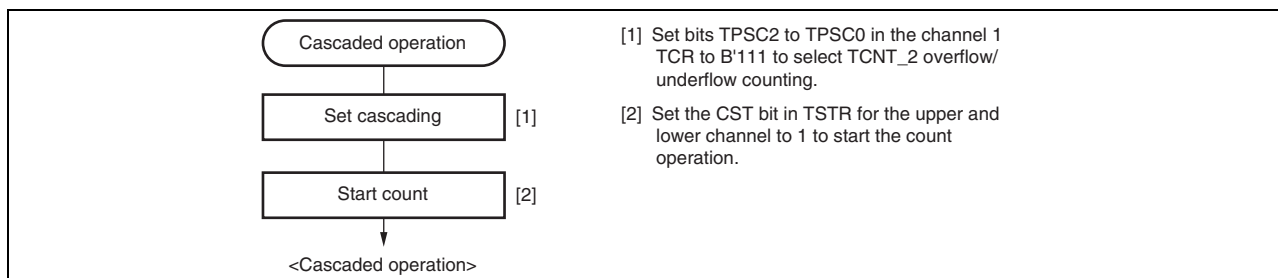 Cascaded operation
Set cascading
[1]
Start count
[2]
<Cascaded operation>
[1] Set bits TPSC2 to TPSC0 in the channel 1
TCR to B'111 to select TCNT_2 overflow/
underflow counting.
[2] Set the CST bit in TSTR for the upper and
lower channel to 1 to start the count
operation.